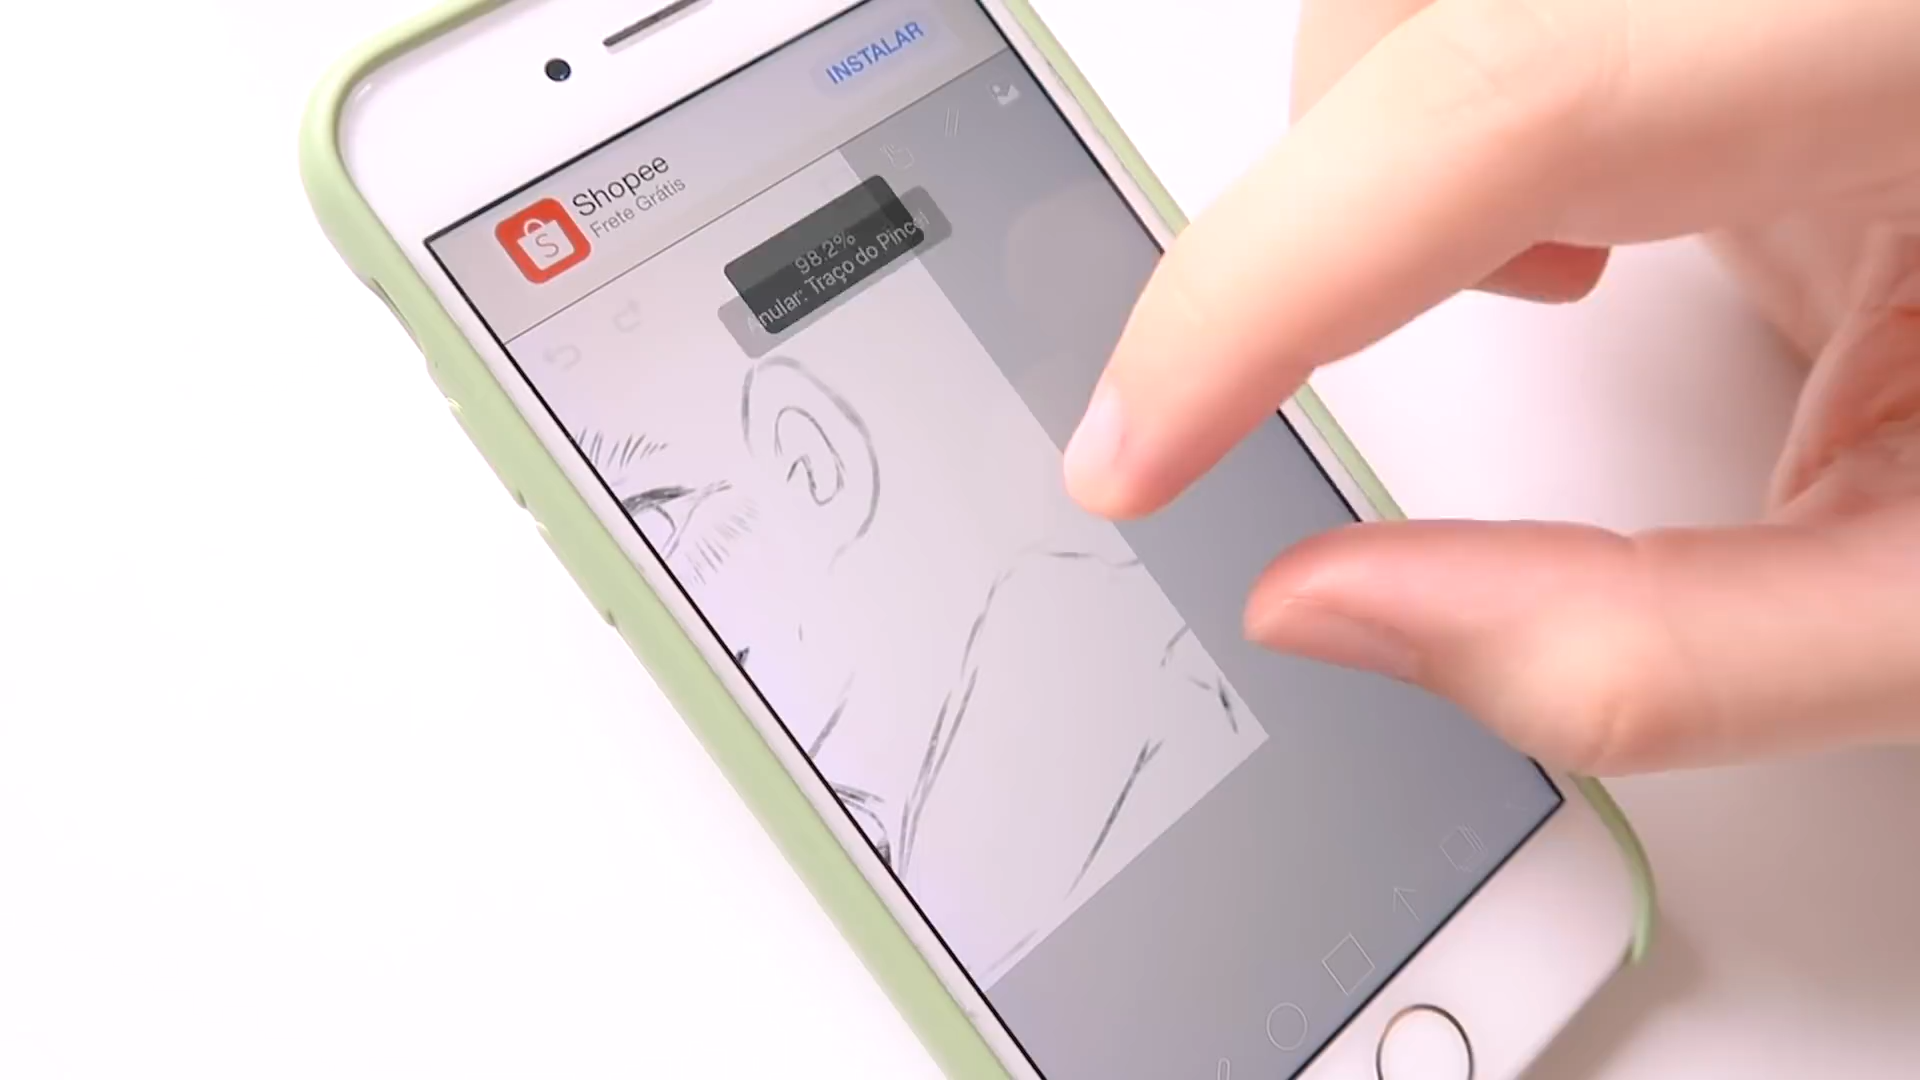 INSTALAR
Shopee
Frete Grátis
S
98.2%
Anular: Traço do Pincel